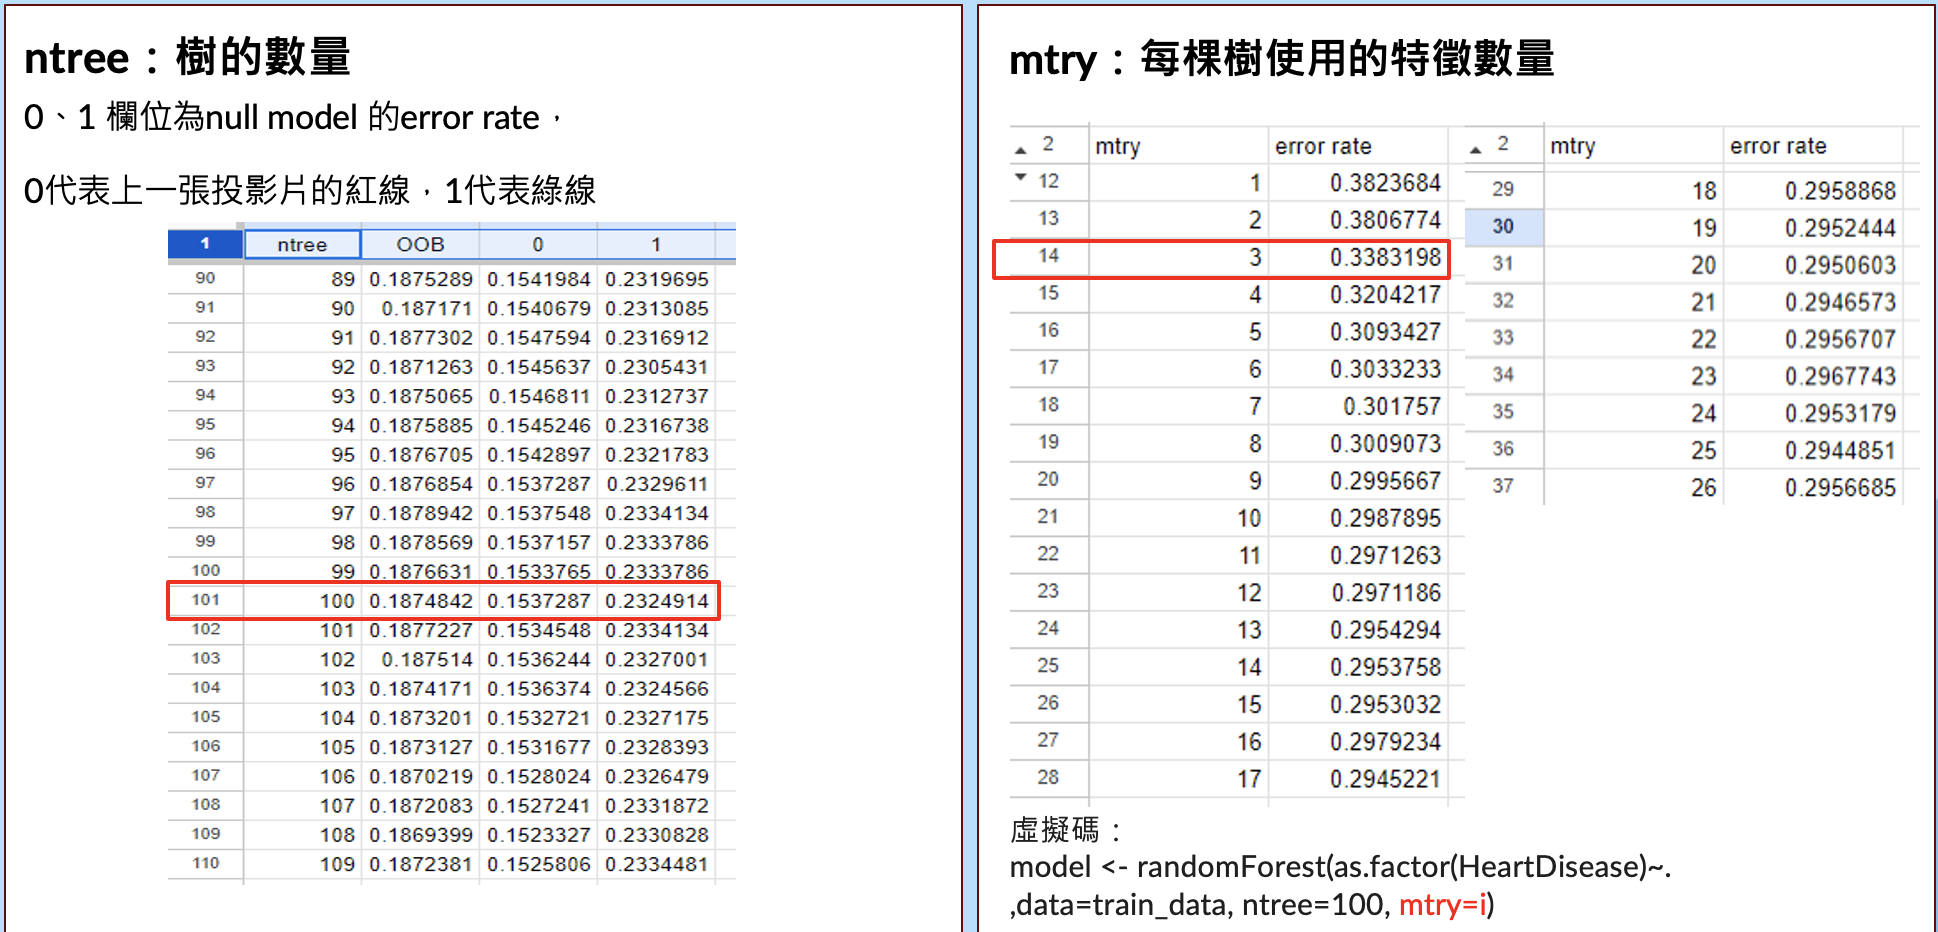 ntree：樹的數量
0、1 欄位為null model 的error rate，
0代表上一張投影片的紅線，1代表綠線
1 ntree OOB 0 1
90 89 0.1875289 0.1541984 0.2319695
91 90 0.187171 0.1540679 0.2313085
92 91 0.1877302 0.1547594 0.2316912
93 92 0.1871263 0.1545637 0.2305431
94 93 0.1875065 0.1546811 0.2312737
95 94 0.1875885 0.1545246 0.2316738
96 95 0.1876705 0.1542897 0.2321783
97 96 0.1876854 0.1537287 0.2329611
98 97 0.1878942 0.1537548 0.2334134
99 98 0.1878569 0.1537157 0.2333786
100 99 0.1876631 0.1533765 0.2333786
101 100 0.1874842 0.1537287 0.2324914
102 101 0.1877227 0.1534548 0.2334134
103 102 0.187514 0.1536244 0.2327001
104 103 0.1874171 0.1536374 0.2324566
105 104 0.1873201 0.1532721 0.2327175
106 105 0.1873127 0.1531677 0.2328393
107 106 0.1870219 0.1528024 0.2326479
108 107 0.1872083 0.1527241 0.2331872
109 108 0.1869399 0.1523327 0.2330828
110 109 0.1872381 0.1525806 0.2334481
mtry：每棵樹使用的特徵數量
2 mtry error rate
12 1 0.3823684
13 2 0.3806774
14 3 0.3383198
15 4 0.3204217
16 5 0.3093427
17 6 0.3033233
18 7 0.301757
19 8 0.3009073
20 9 0.2995667
21 10 0.2987895
22 11 0.2971263
23 12 0.2971186
24 13 0.2954294
25 14 0.2953758
26 15 0.2953032
27 16 0.2979234
28 17 0.2945221
2 mtry error rate
29 18 0.2958868
30 19 0.2952444
31 20 0.2950603
32 21 0.2946573
33 22 0.2956707
34 23 0.2967743
35 24 0.2953179
36 25 0.2944851
37 26 0.2956685
虛擬碼：
model <- randomForest(as.factor(HeartDisease)~.
,data=train_data, ntree=100, mtry=i)